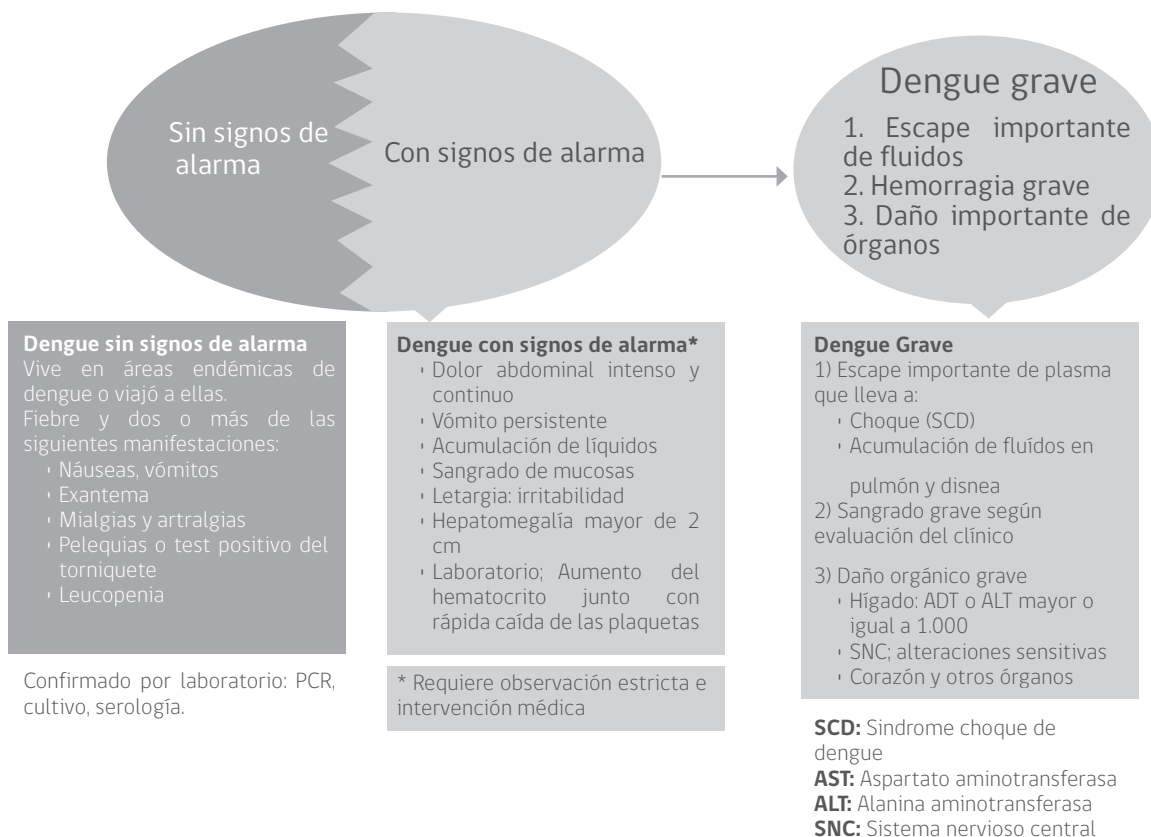 Sin signos de
alarma
Con signos de alarma
Dengue grave
1. Escape importante
de fluidos
2. Hemorragia grave
3. Daño importante de
órganos
Dengue sin signos de alarma
Vive en áreas endémicas de
dengue o viajó a ellas.
Fiebre y dos o más de las
siguientes manifestaciones:
Náuseas, vómitos
Exantema
Mialgias y artralgias
Pelequias o test positivo del
torniquete
Leucopenia
Confirmado por laboratorio: PCR,
cultivo, serología.
Dengue con signos de alarma*
Dolor abdominal intenso y
continuo
Vómito persistente
Acumulación de líquidos
Sangrado de mucosas
Letargia: irritabilidad
Hepatomegalía mayor de 2
cm
Laboratorio; Aumento del
hematocrito junto con
rápida caída de las plaquetas
* Requiere observación estricta e
intervención médica
Dengue Grave
1) Escape importante de plasma
que lleva a:
Choque (SCD)
Acumulación de fluídos en
pulmón y disnea
2) Sangrado grave según
evaluación del clínico
3) Daño orgánico grave
Hígado: ADT o ALT mayor o
igual a 1.000
SNC; alteraciones sensitivas
Corazón y otros órganos
SCD: Sindrome choque de
dengue
AST: Aspartato aminotransferasa
ALT: Alanina aminotransferasa
SNC: Sistema nervioso central